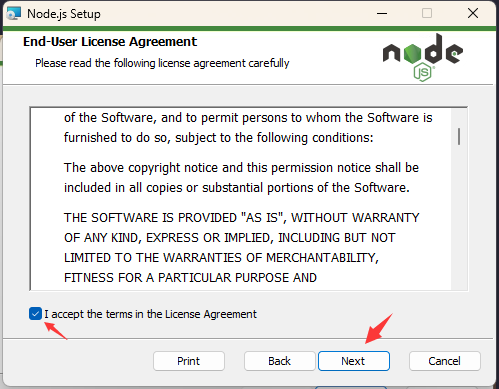 Node.js Setup
End-User License Agreement
Please read the following license agreement carefully
node
JS
of the Software, and to permit persons to whom the Software is
furnished to do so, subject to the following conditions:
The above copyright notice and this permission notice shall be
included in all copies or substantial portions of the Software.
THE SOFTWARE IS PROVIDED "AS IS", WITHOUT WARRANTY
OF ANY KIND, EXPRESS OR IMPLIED, INCLUDING BUT NOT
LIMITED TO THE WARRANTIES OF MERCHANTABILITY,
FITNESS FOR A PARTICULAR PURPOSE AND
I accept the terms in the License Agreement
Print Back Next Cancel